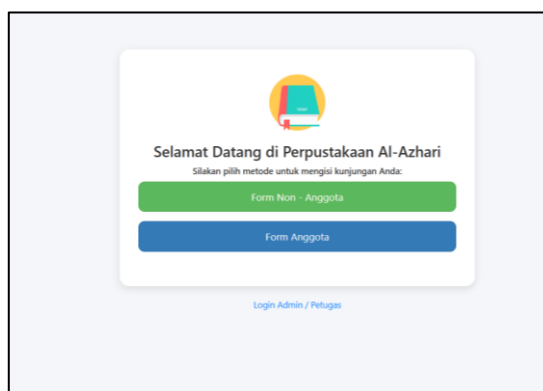 Selamat Datang di Perpustakaan Al-Azhari
Silakan pilih metode untuk mengisi kunjungan Anda:
Form Non - Anggota
Form Anggota
Login Admin / Petugas